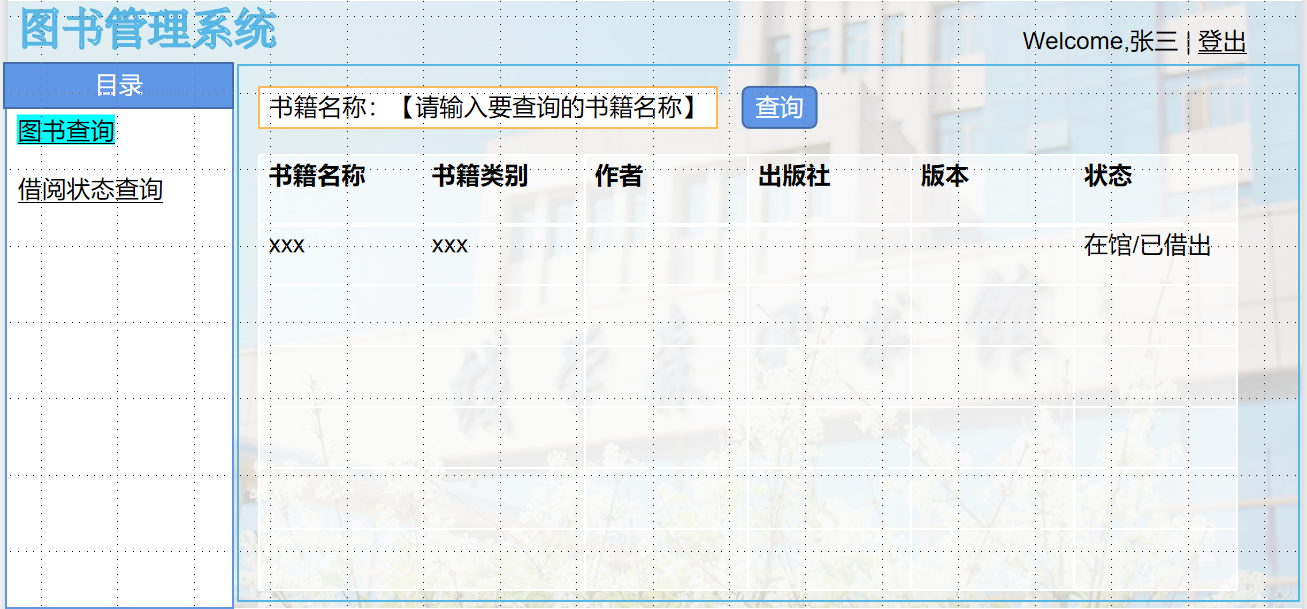 图书管理系统
Welcome,张三 | 登出
目录
图书查询
借阅状态查询
书籍名称：【请输入要查询的书籍名称】 查询
书籍名称 书籍类别 作者 出版社 版本 状态
xxx xxx 在馆/已借出